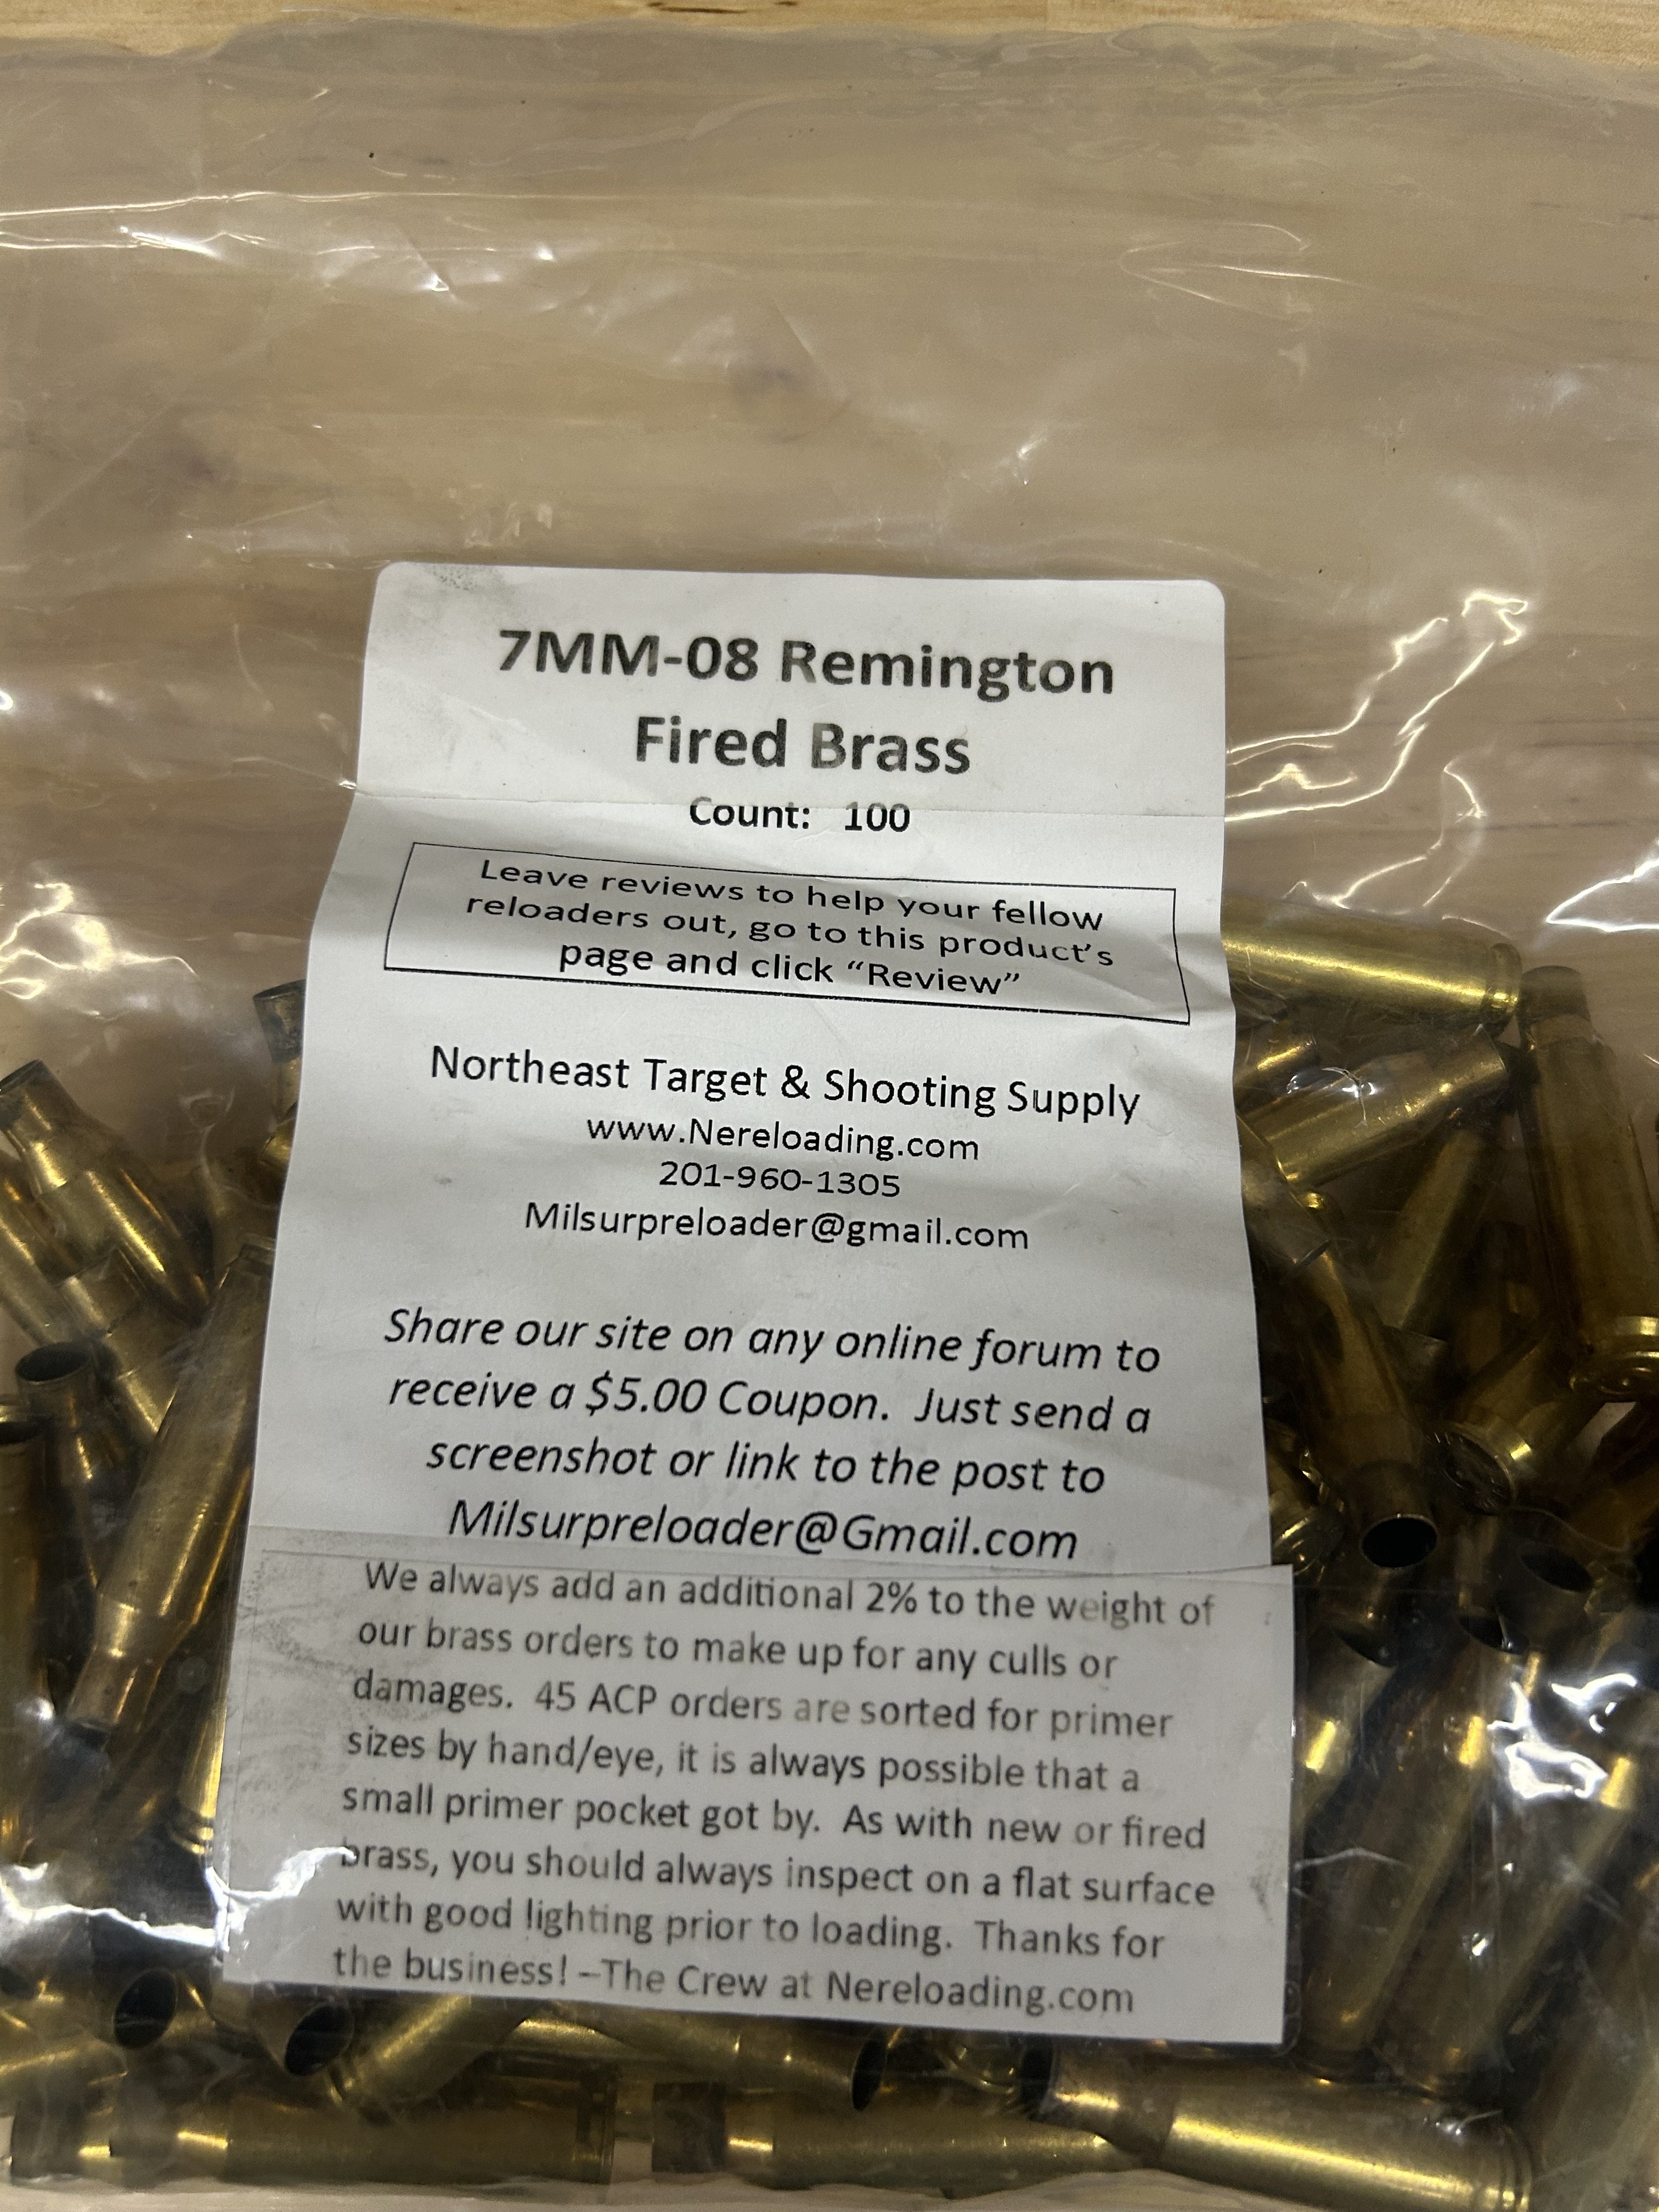 7MM-08 Remington
Fired Brass
Count: 100
Leave reviews to help your fellow
reloaders out, go to this product's
page and click “Review”
Northeast Target & Shooting Supply
www.Nereloading.com
201-960-1305
Milsurpreloader@gmail.com
Share our site on any online forum to
receive a $5.00 Coupon. Just send a
screenshot or link to the post to
Milsurpreloader@Gmail.com
We always add an additional 2% to the weight of
our brass orders to make up for any culls or
damages. 45 ACP orders are sorted for primer
sizes by hand/eye, it is always possible that a
small primer pocket got by. As with new or fired
brass, you should always inspect on a flat surface
with good lighting prior to loading. Thanks for
the business! –The Crew at Nereloading.com